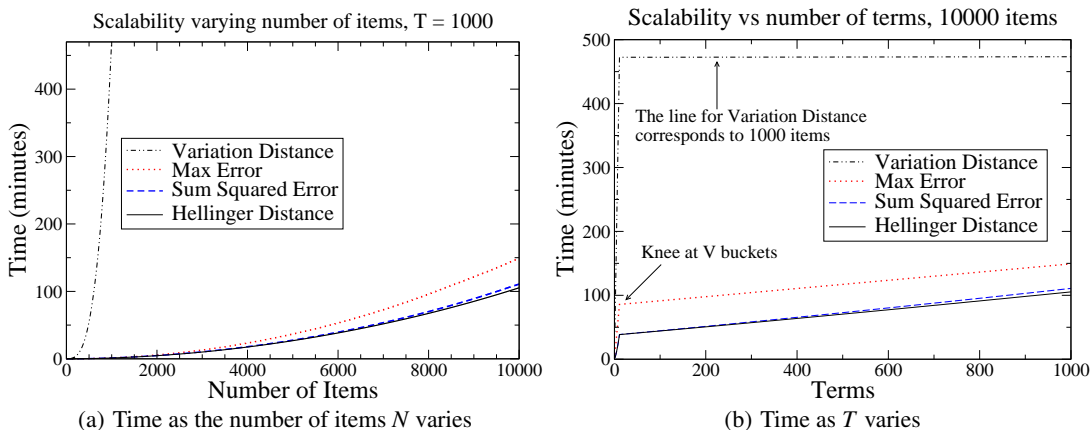 Scalability varying number of items, T = 1000
Time (minutes)
400
300
200
100
0
Variation Distance
Max Error
Sum Squared Error
Hellinger Distance
0 2000 4000 6000 8000 10000
Number of Items
(a) Time as the number of items N varies
Scalability vs number of terms, 10000 items
Time (minutes)
500
400
300
200
100
0
The line for Variation Distance
corresponds to 1000 items
Variation Distance
Max Error
Sum Squared Error
Hellinger Distance
Knee at V buckets
0 200 400 600 800 1000
Terms
(b) Time as T varies